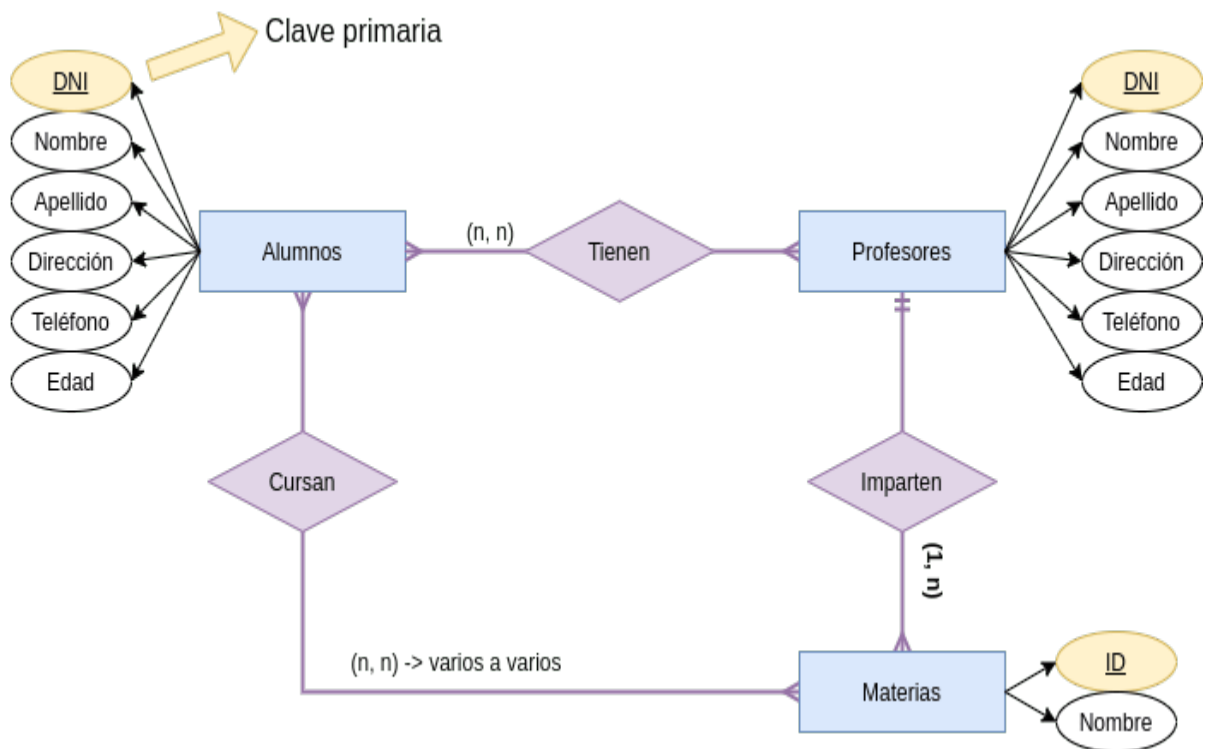 Clave primaria
DNI
Nombre
Apellido
Dirección
Teléfono
Edad
Alumnos
(n, n)
Tienen
Profesores
DNI
Nombre
Apellido
Dirección
Teléfono
Edad
Cursan
Imparten
(1, n)
(n, n) -> varios a varios
Materias
ID
Nombre